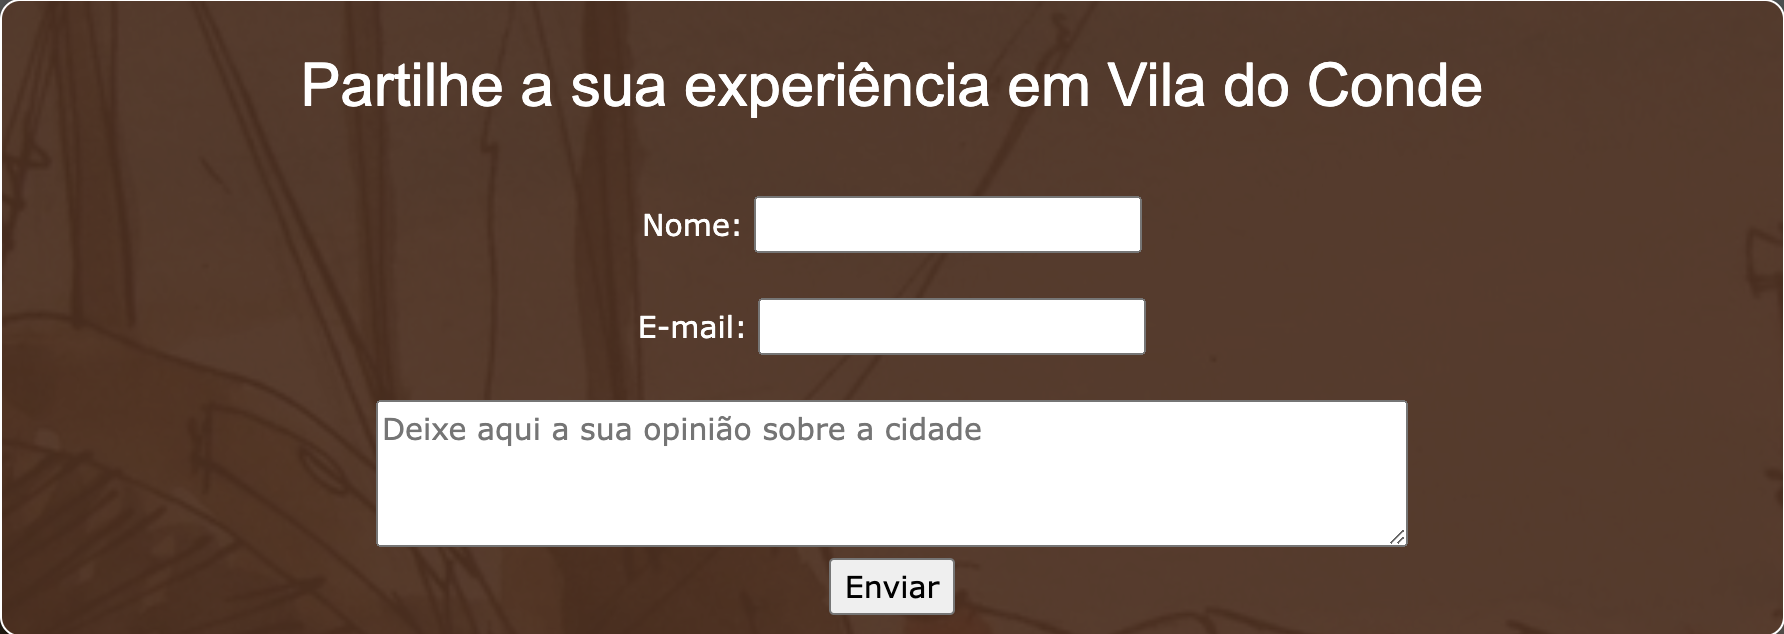 Partilhe a sua experiência em Vila do Conde
Nome:
E-mail:
Deixe aqui a sua opinião sobre a cidade
Enviar